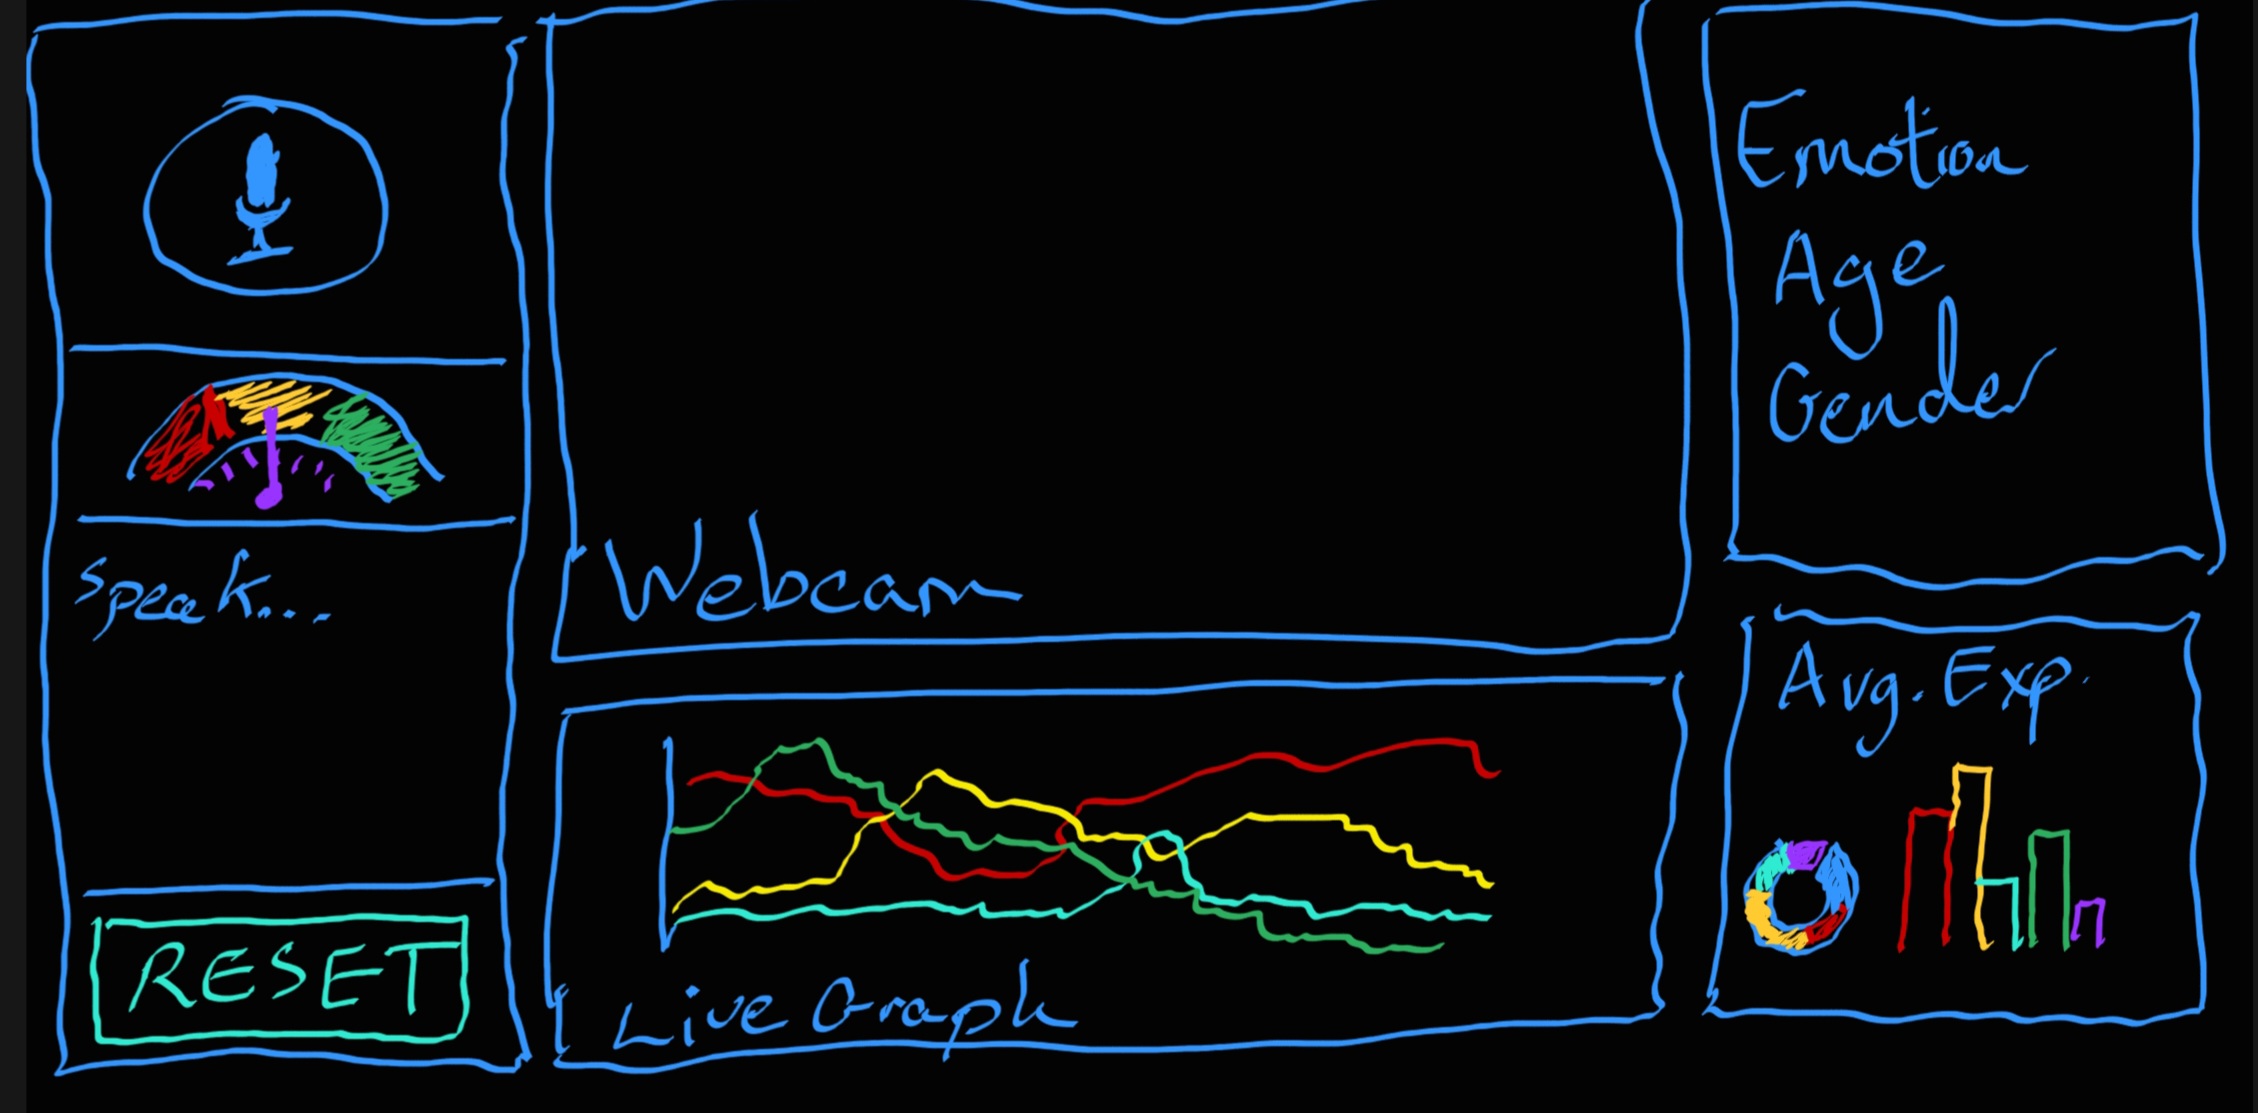 Speak...
RESET
Webcam
Live Graph
Emotion
Age
Gender
Avg. Exp.